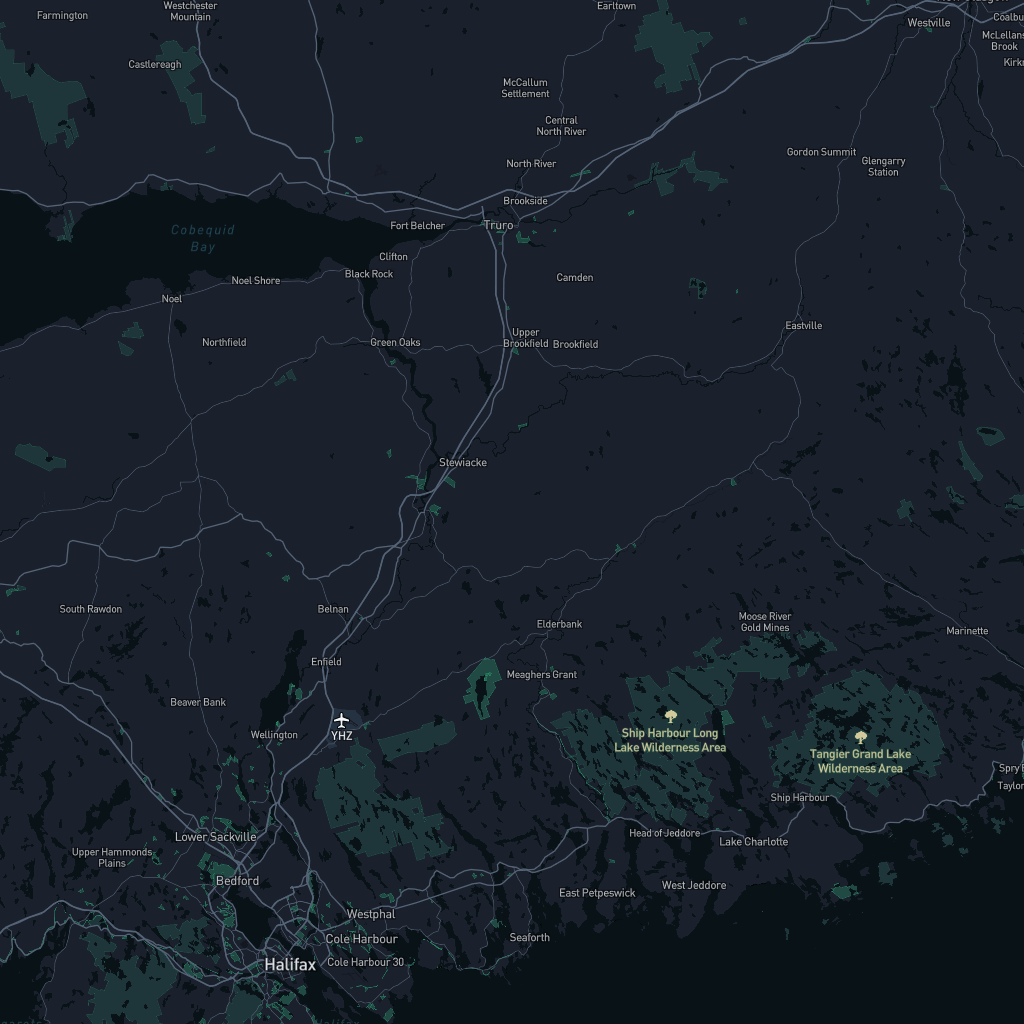 Farmington
Westchester
Mountain
Earltown
Westville
McLellans
Brook
Castlereagh
McCallum
Settlement
Central
North River
Gordon Summit
Glengarry
Station
North River
Brookside
Truro
Fort Belcher
Cobequid
Bay
Clifton
Black Rock
Camden
Noel Shore
Noel
Northfield
Green Oaks
Upper
Brookfield
Brookfield
Eastville
Stewiacke
South Rawdon
Belnan
Elderbank
Moose River
Gold Mines
Marinette
Enfield
Meaghers Grant
Beaver Bank
YHZ
Wellington
Ship Harbour Long
Lake Wilderness Area
Tangier Grand Lake
Wilderness Area
Ship Harbour
Lower Sackville
Head of Jeddore
Lake Charlotte
Upper Hammonds
Plains
Bedford
East Petpeswick
West Jeddore
Westphal
Cole Harbour
Seaforth
Halifax
Cole Harbour 30